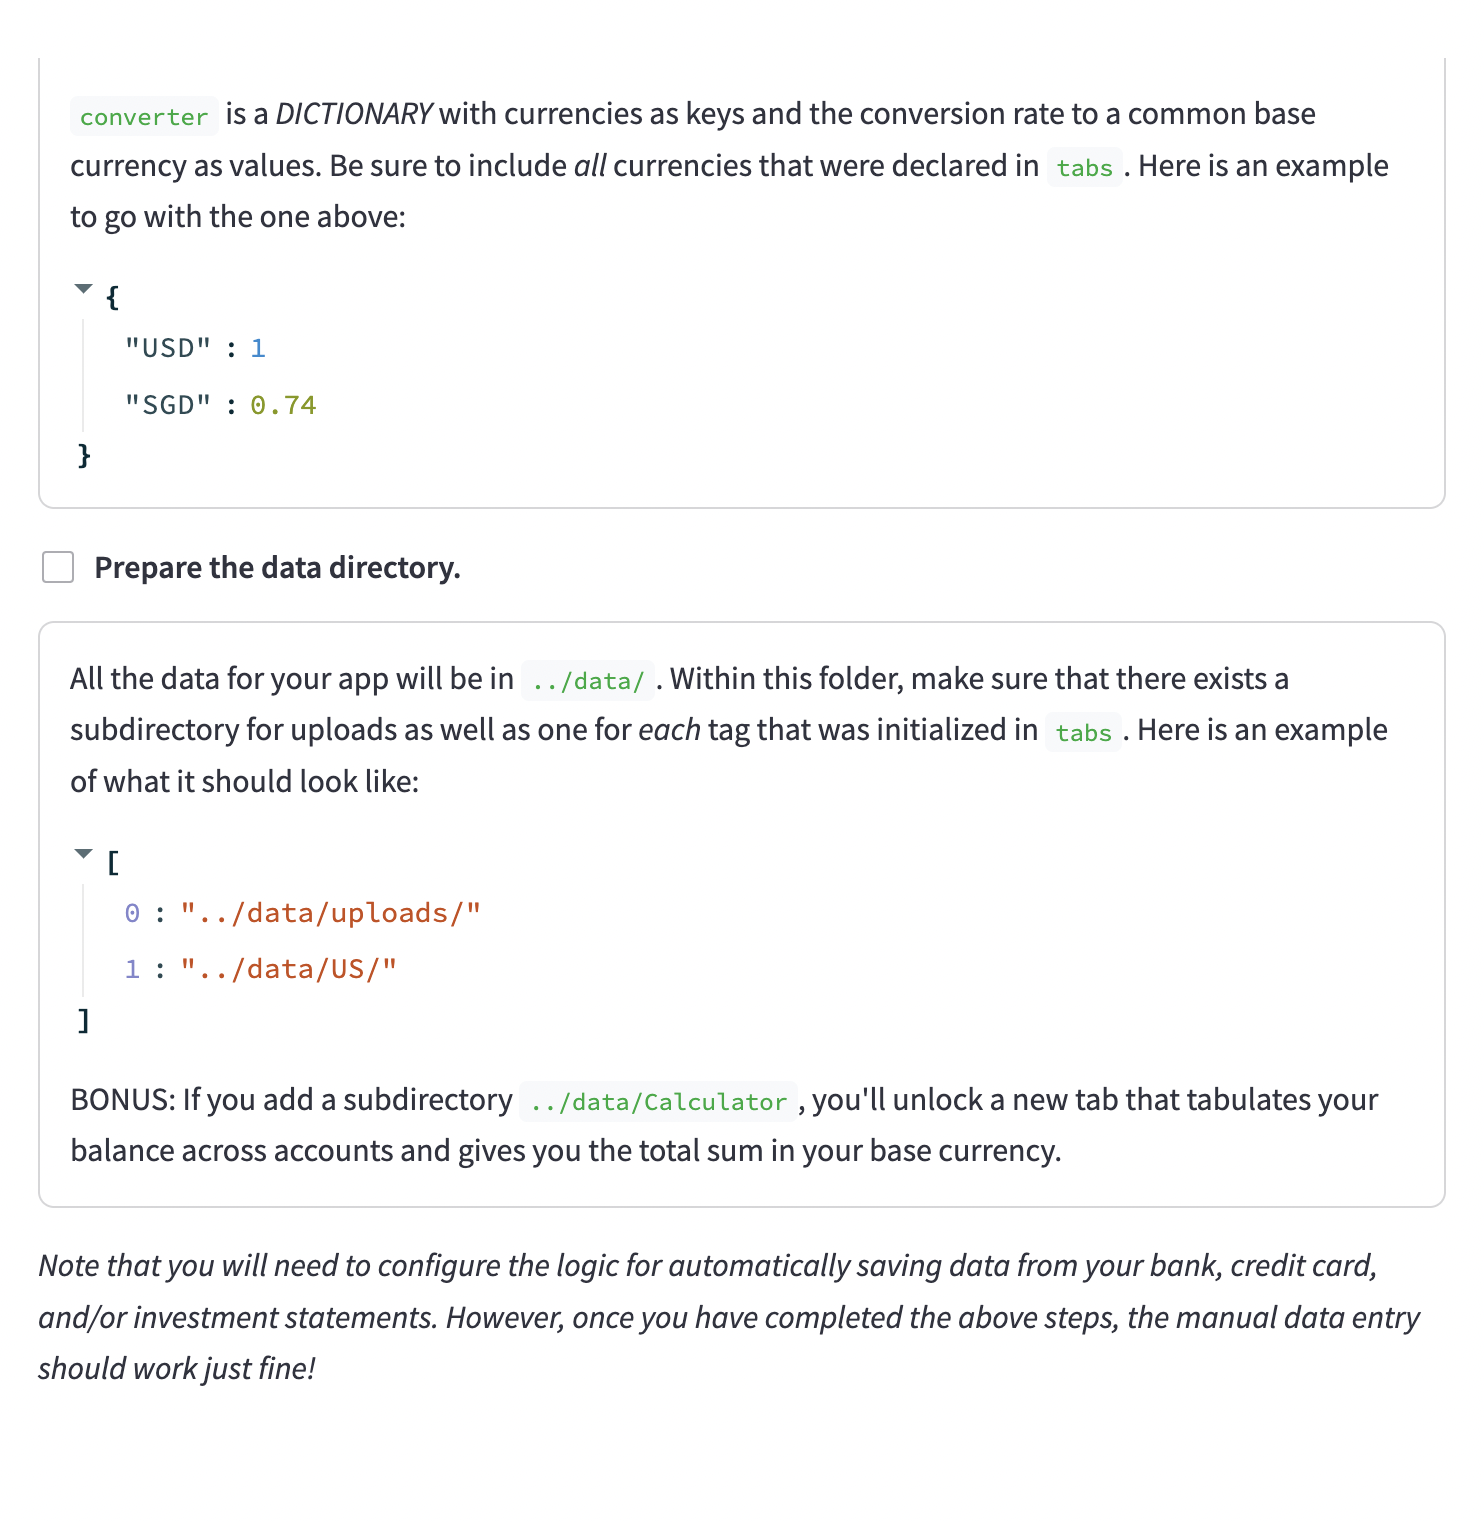 converter is a DICTIONARY with currencies as keys and the conversion rate to a common base
currency as values. Be sure to include all currencies that were declared in tabs . Here is an example
to go with the one above:
{
"USD" : 1
"SGD" : 0.74
}
Prepare the data directory.
All the data for your app will be in ../data/ . Within this folder, make sure that there exists a
subdirectory for uploads as well as one for each tag that was initialized in tabs . Here is an example
of what it should look like:
[
0 : "../data/uploads/"
1 : "../data/US/"
]
BONUS: If you add a subdirectory ../data/Calculator , you'll unlock a new tab that tabulates your
balance across accounts and gives you the total sum in your base currency.
Note that you will need to configure the logic for automatically saving data from your bank, credit card,
and/or investment statements. However, once you have completed the above steps, the manual data entry
should work just fine!